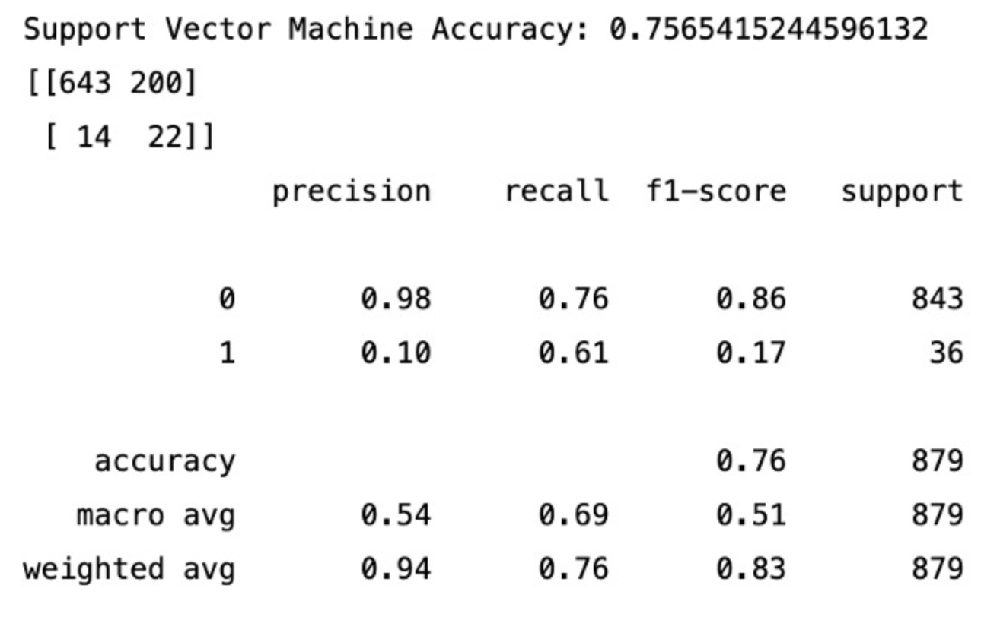 Support Vector Machine Accuracy: 0.7565415244596132
[[643 200]
 [ 14  22]]
              precision    recall  f1-score   support

           0       0.98      0.76      0.86       843
           1       0.10      0.61      0.17        36

    accuracy                           0.76       879
   macro avg       0.54      0.69      0.51       879
weighted avg       0.94      0.76      0.83       879